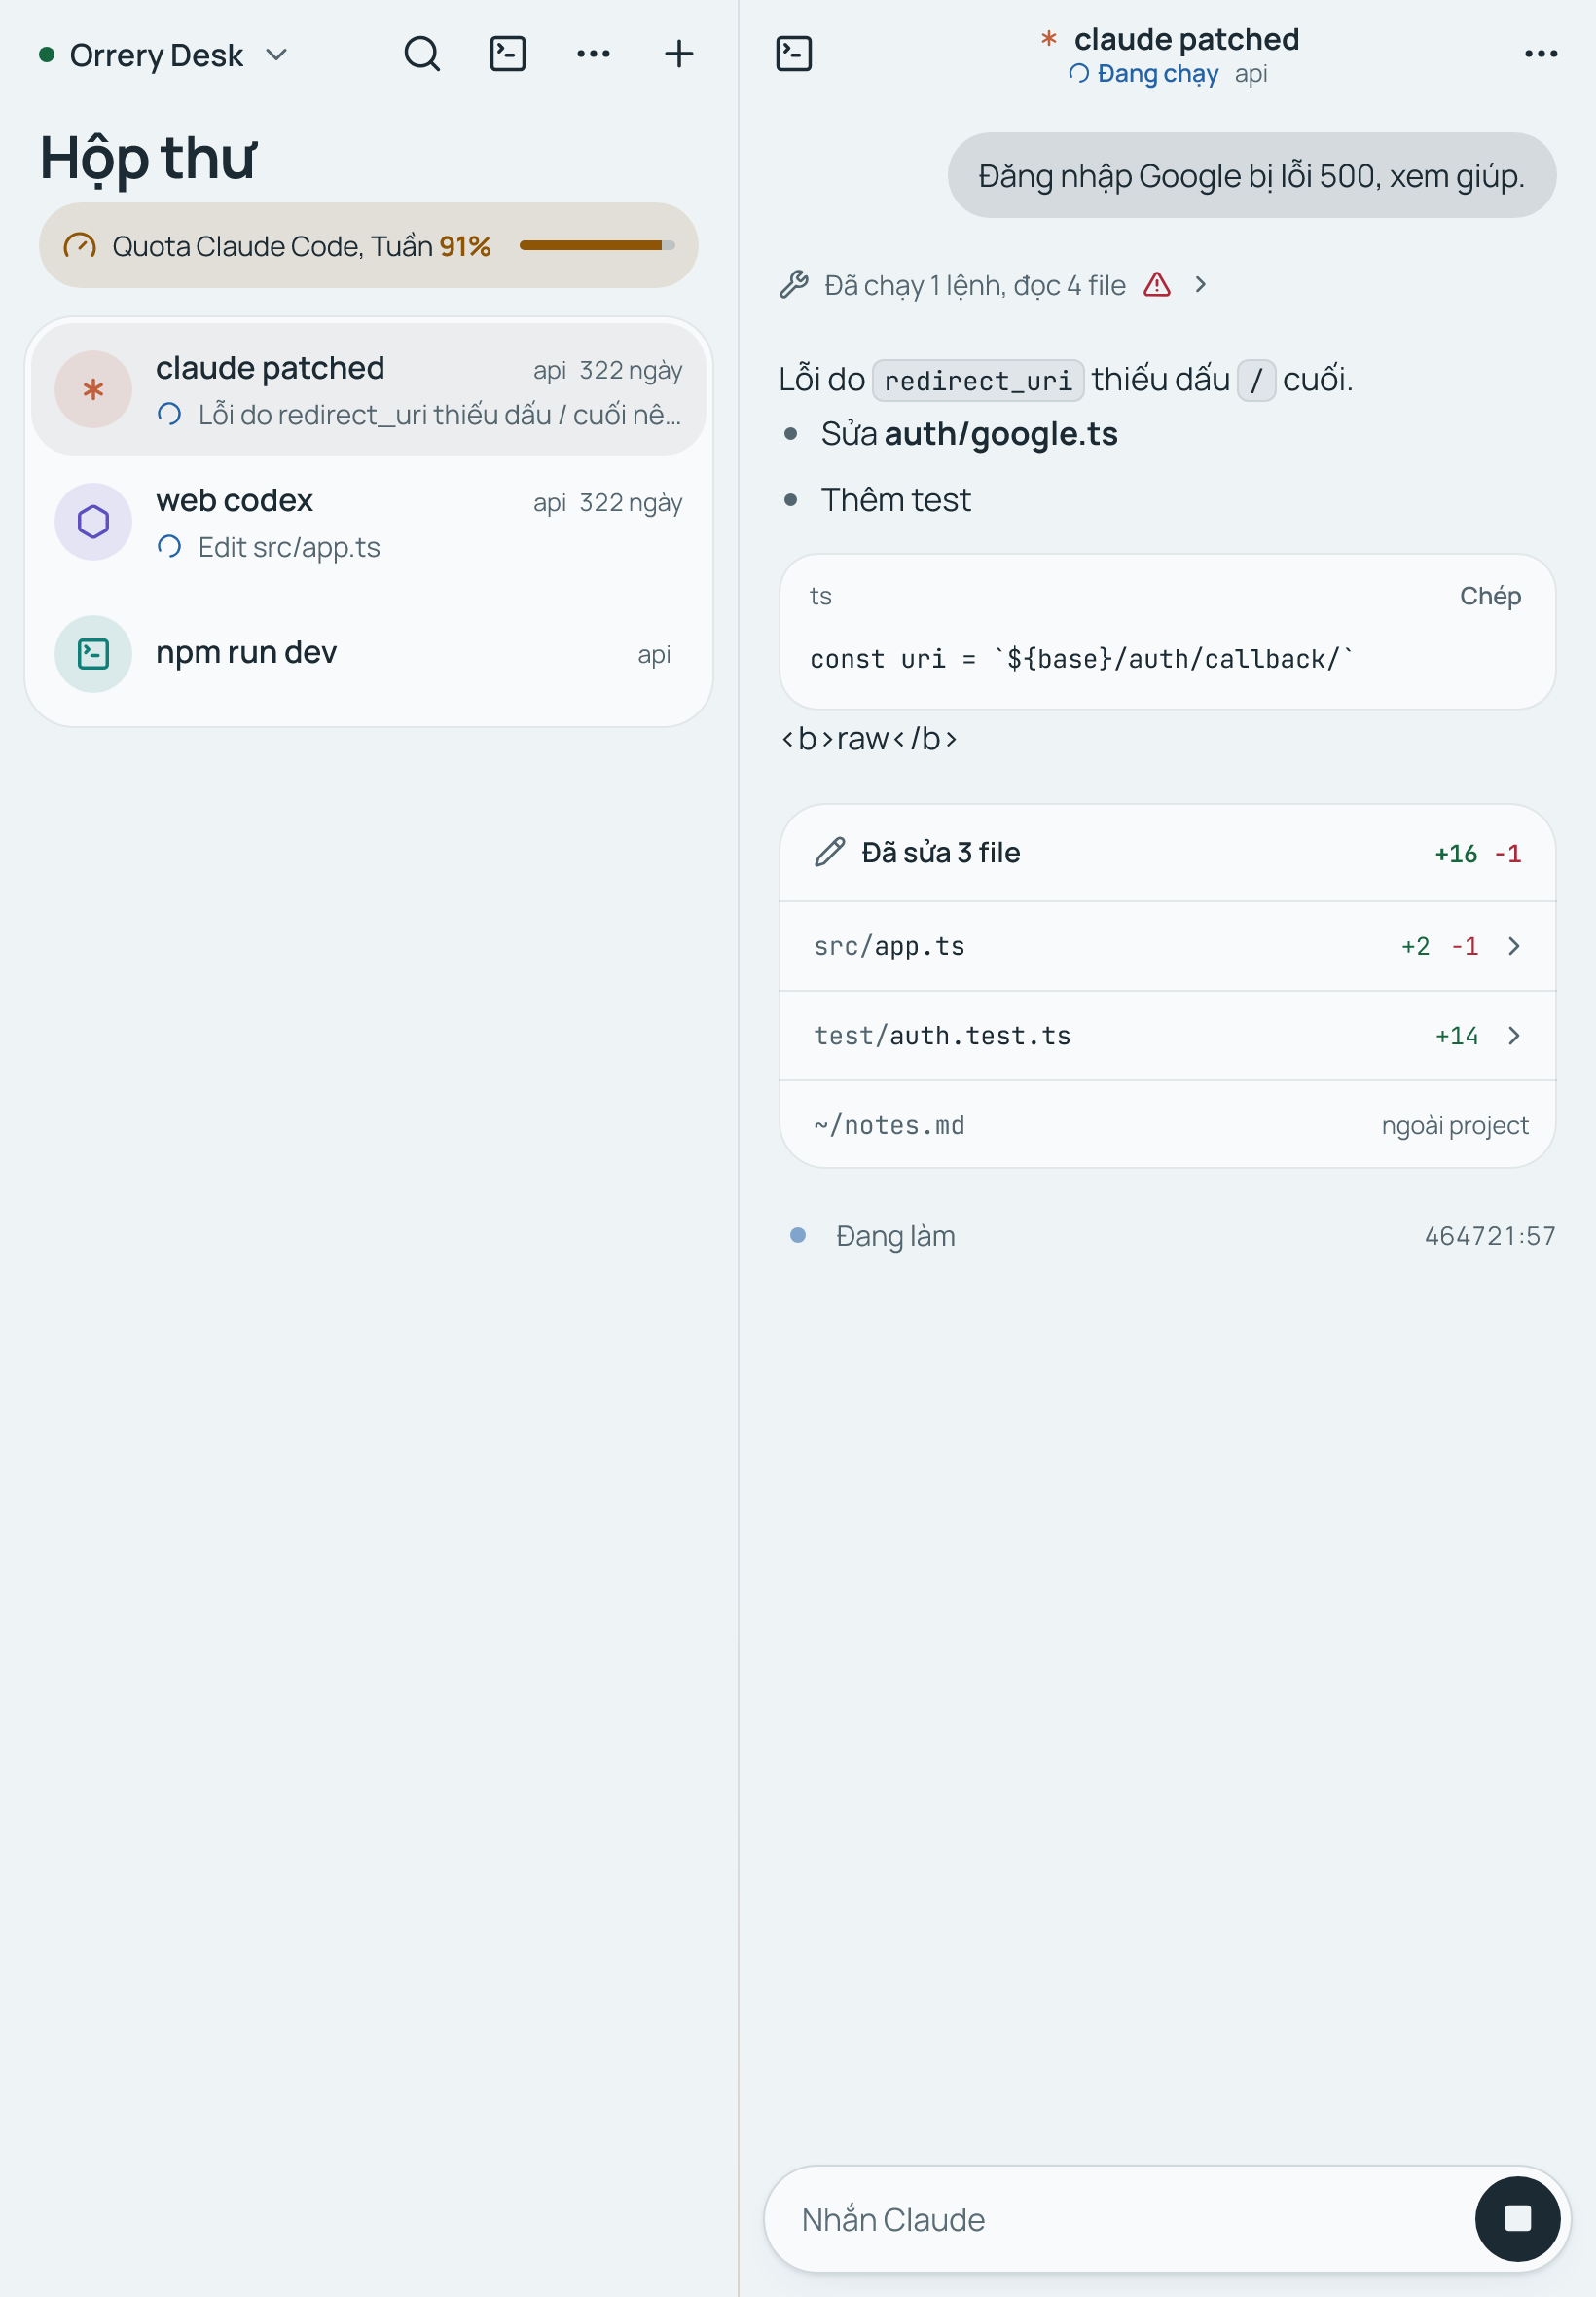 Orrery Desk
Hộp thư
Quota Claude Code, Tuần 91%
claude patched api 322 ngày
Lỗi do redirect_uri thiếu dấu / cuối nê...
web codex api 322 ngày
Edit src/app.ts
npm run dev api
claude patched
Đang chạy api
Đăng nhập Google bị lỗi 500, xem giúp.
Đã chạy 1 lệnh, đọc 4 file
Lỗi do redirect_uri thiếu dấu / cuối.
Sửa auth/google.ts
Thêm test
ts Chép
const uri = `${base}/auth/callback/`
<b>raw</b>
Đã sửa 3 file +16 -1
src/app.ts +2 -1
test/auth.test.ts +14
~/notes.md ngoài project
Đang làm 464721:57
Nhắn Claude